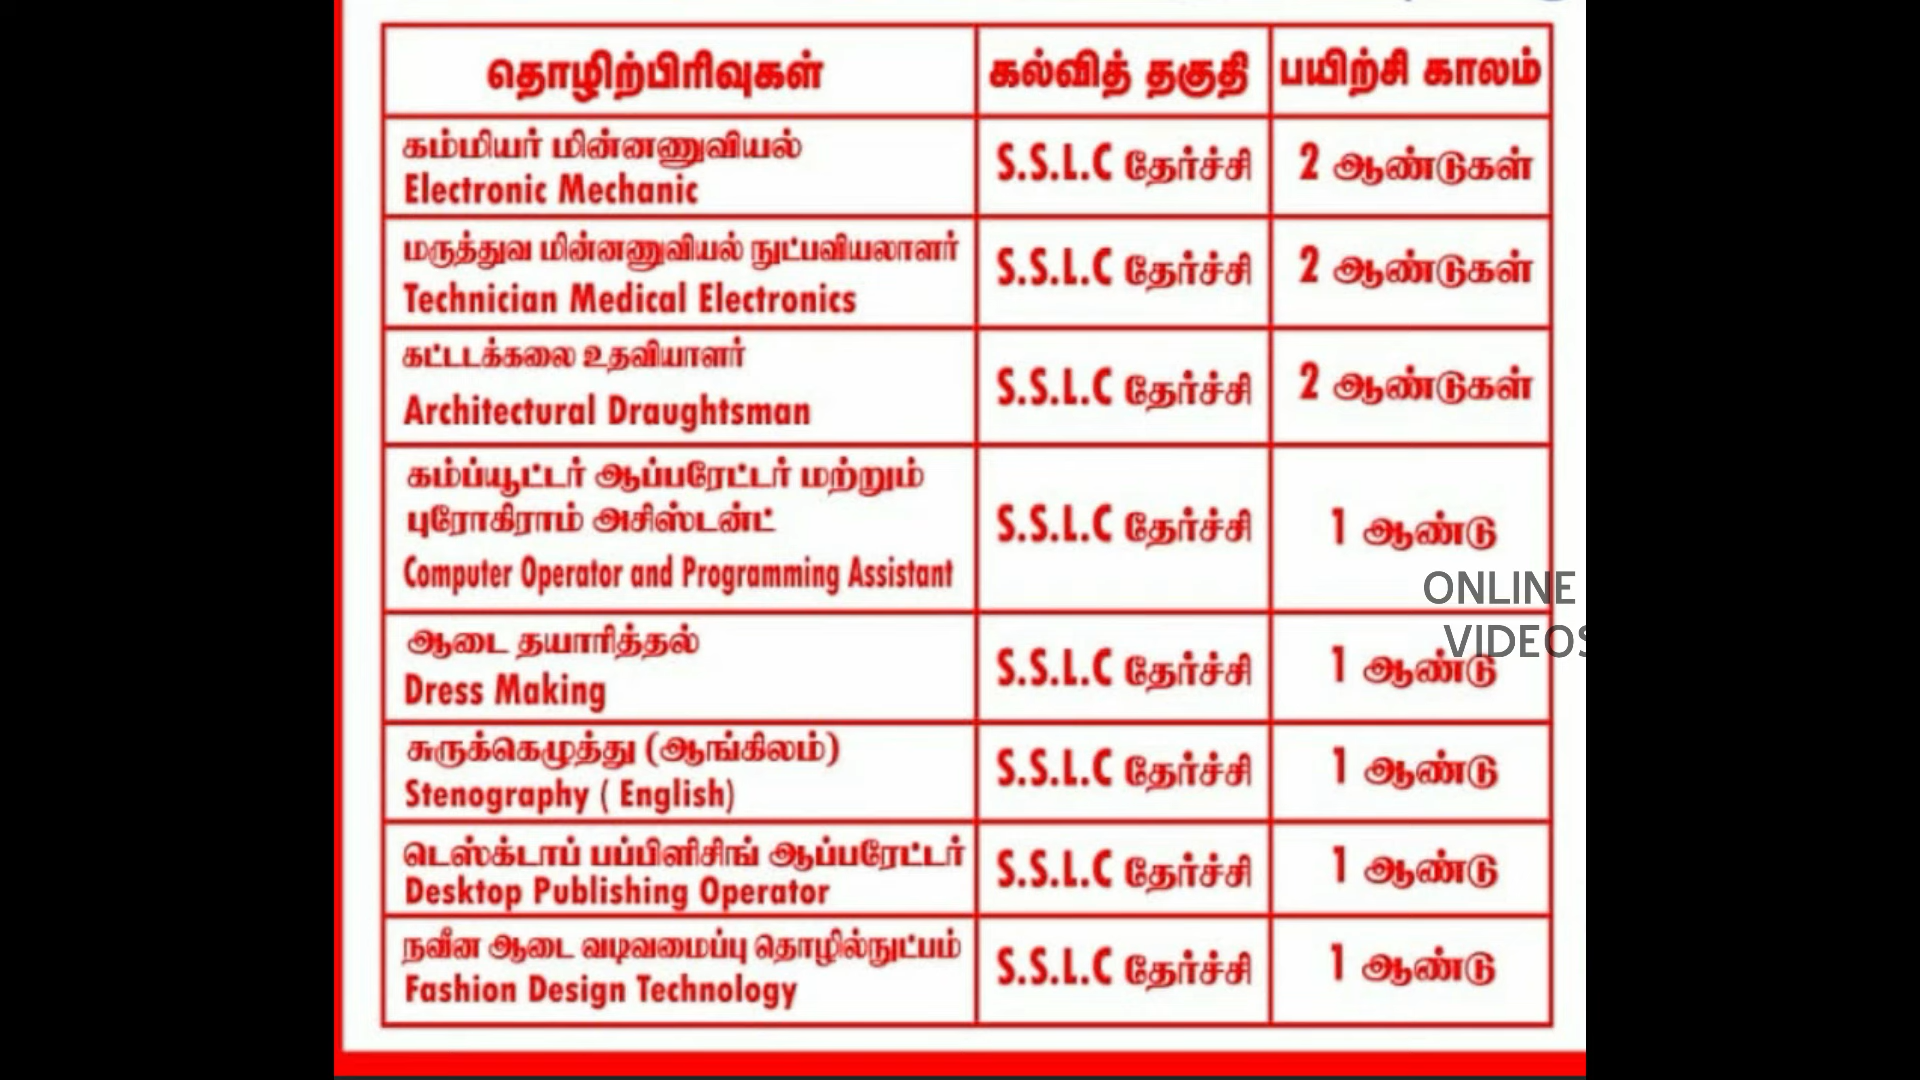 தொழிற்பிரிவுகள் கல்வித் தகுதி பயிற்சி காலம்
கம்மியர் மின்னணுவியல்
Electronic Mechanic
S.S.L.C தேர்ச்சி 2 ஆண்டுகள்
மருத்துவ மின்னணுவியல் நுட்பவியலாளர்
Technician Medical Electronics
S.S.L.C தேர்ச்சி 2 ஆண்டுகள்
கட்டடக்கலை உதவியாளர்
Architectural Draughtsman
S.S.L.C தேர்ச்சி 2 ஆண்டுகள்
கம்ப்யூட்டர் ஆப்பரேட்டர் மற்றும்
புரோகிராம் அசிஸ்டன்ட்
Computer Operator and Programming Assistant
S.S.L.C தேர்ச்சி 1 ஆண்டு
ONLINE
VIDEOS
ஆடை தயாரித்தல்
Dress Making
S.S.L.C தேர்ச்சி 1 ஆண்டு
சுருக்கெழுத்து (ஆங்கிலம்)
Stenography ( English)
S.S.L.C தேர்ச்சி 1 ஆண்டு
டெஸ்க்டாப் பப்பிளிசிங் ஆப்பரேட்டர்
Desktop Publishing Operator
S.S.L.C தேர்ச்சி 1 ஆண்டு
நவீன ஆடை வடிவமைப்பு தொழில்நுட்பம்
Fashion Design Technology
S.S.L.C தேர்ச்சி 1 ஆண்டு